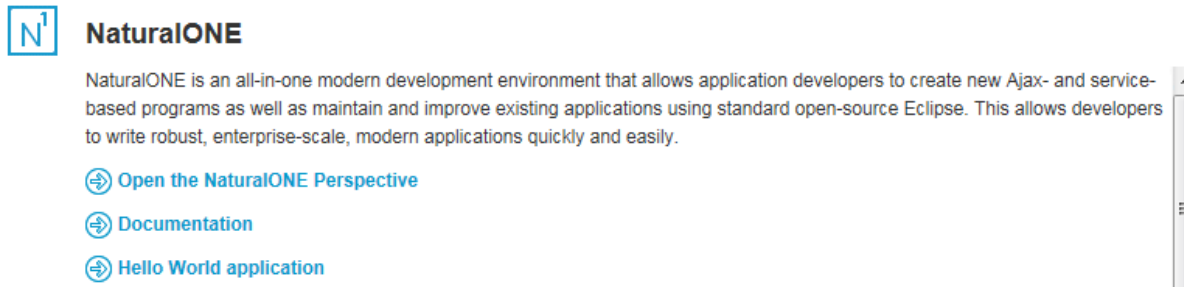 N1
NaturalONE
NaturalONE is an all-in-one modern development environment that allows application developers to create new Ajax- and service-
based programs as well as maintain and improve existing applications using standard open-source Eclipse. This allows developers
to write robust, enterprise-scale, modern applications quickly and easily.
Open the NaturalONE Perspective
Documentation
Hello World application